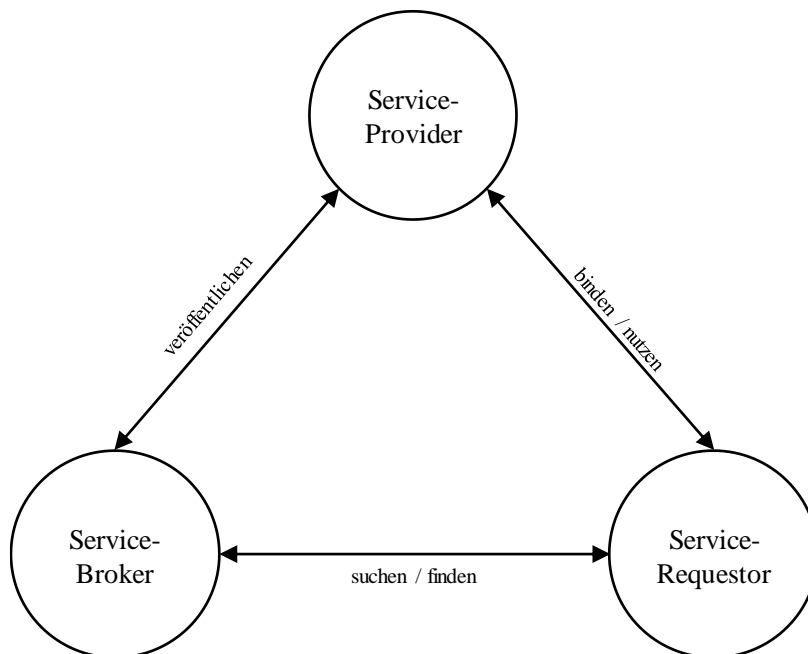 Service-
Provider
veröffentlichen
binden / nutzen
Service-
Broker
suchen / finden
Service-
Requestor